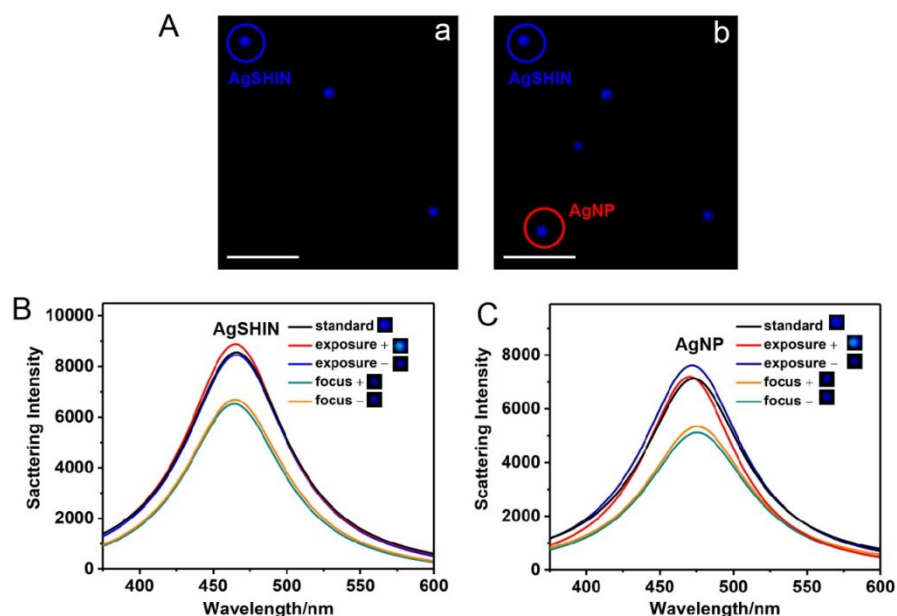 A
a
AgSHIN
b
AgSHIN
AgNP
B
Sacttering Intensity
10000
8000
6000
4000
2000
0
AgSHIN
standard
exposure +
exposure −
focus +
focus −
400 450 500 550 600
Wavelength/nm
C
Scattering Intensity
8000
6000
4000
2000
0
AgNP
standard
exposure +
exposure −
focus +
focus −
400 450 500 550 600
Wavelength/nm